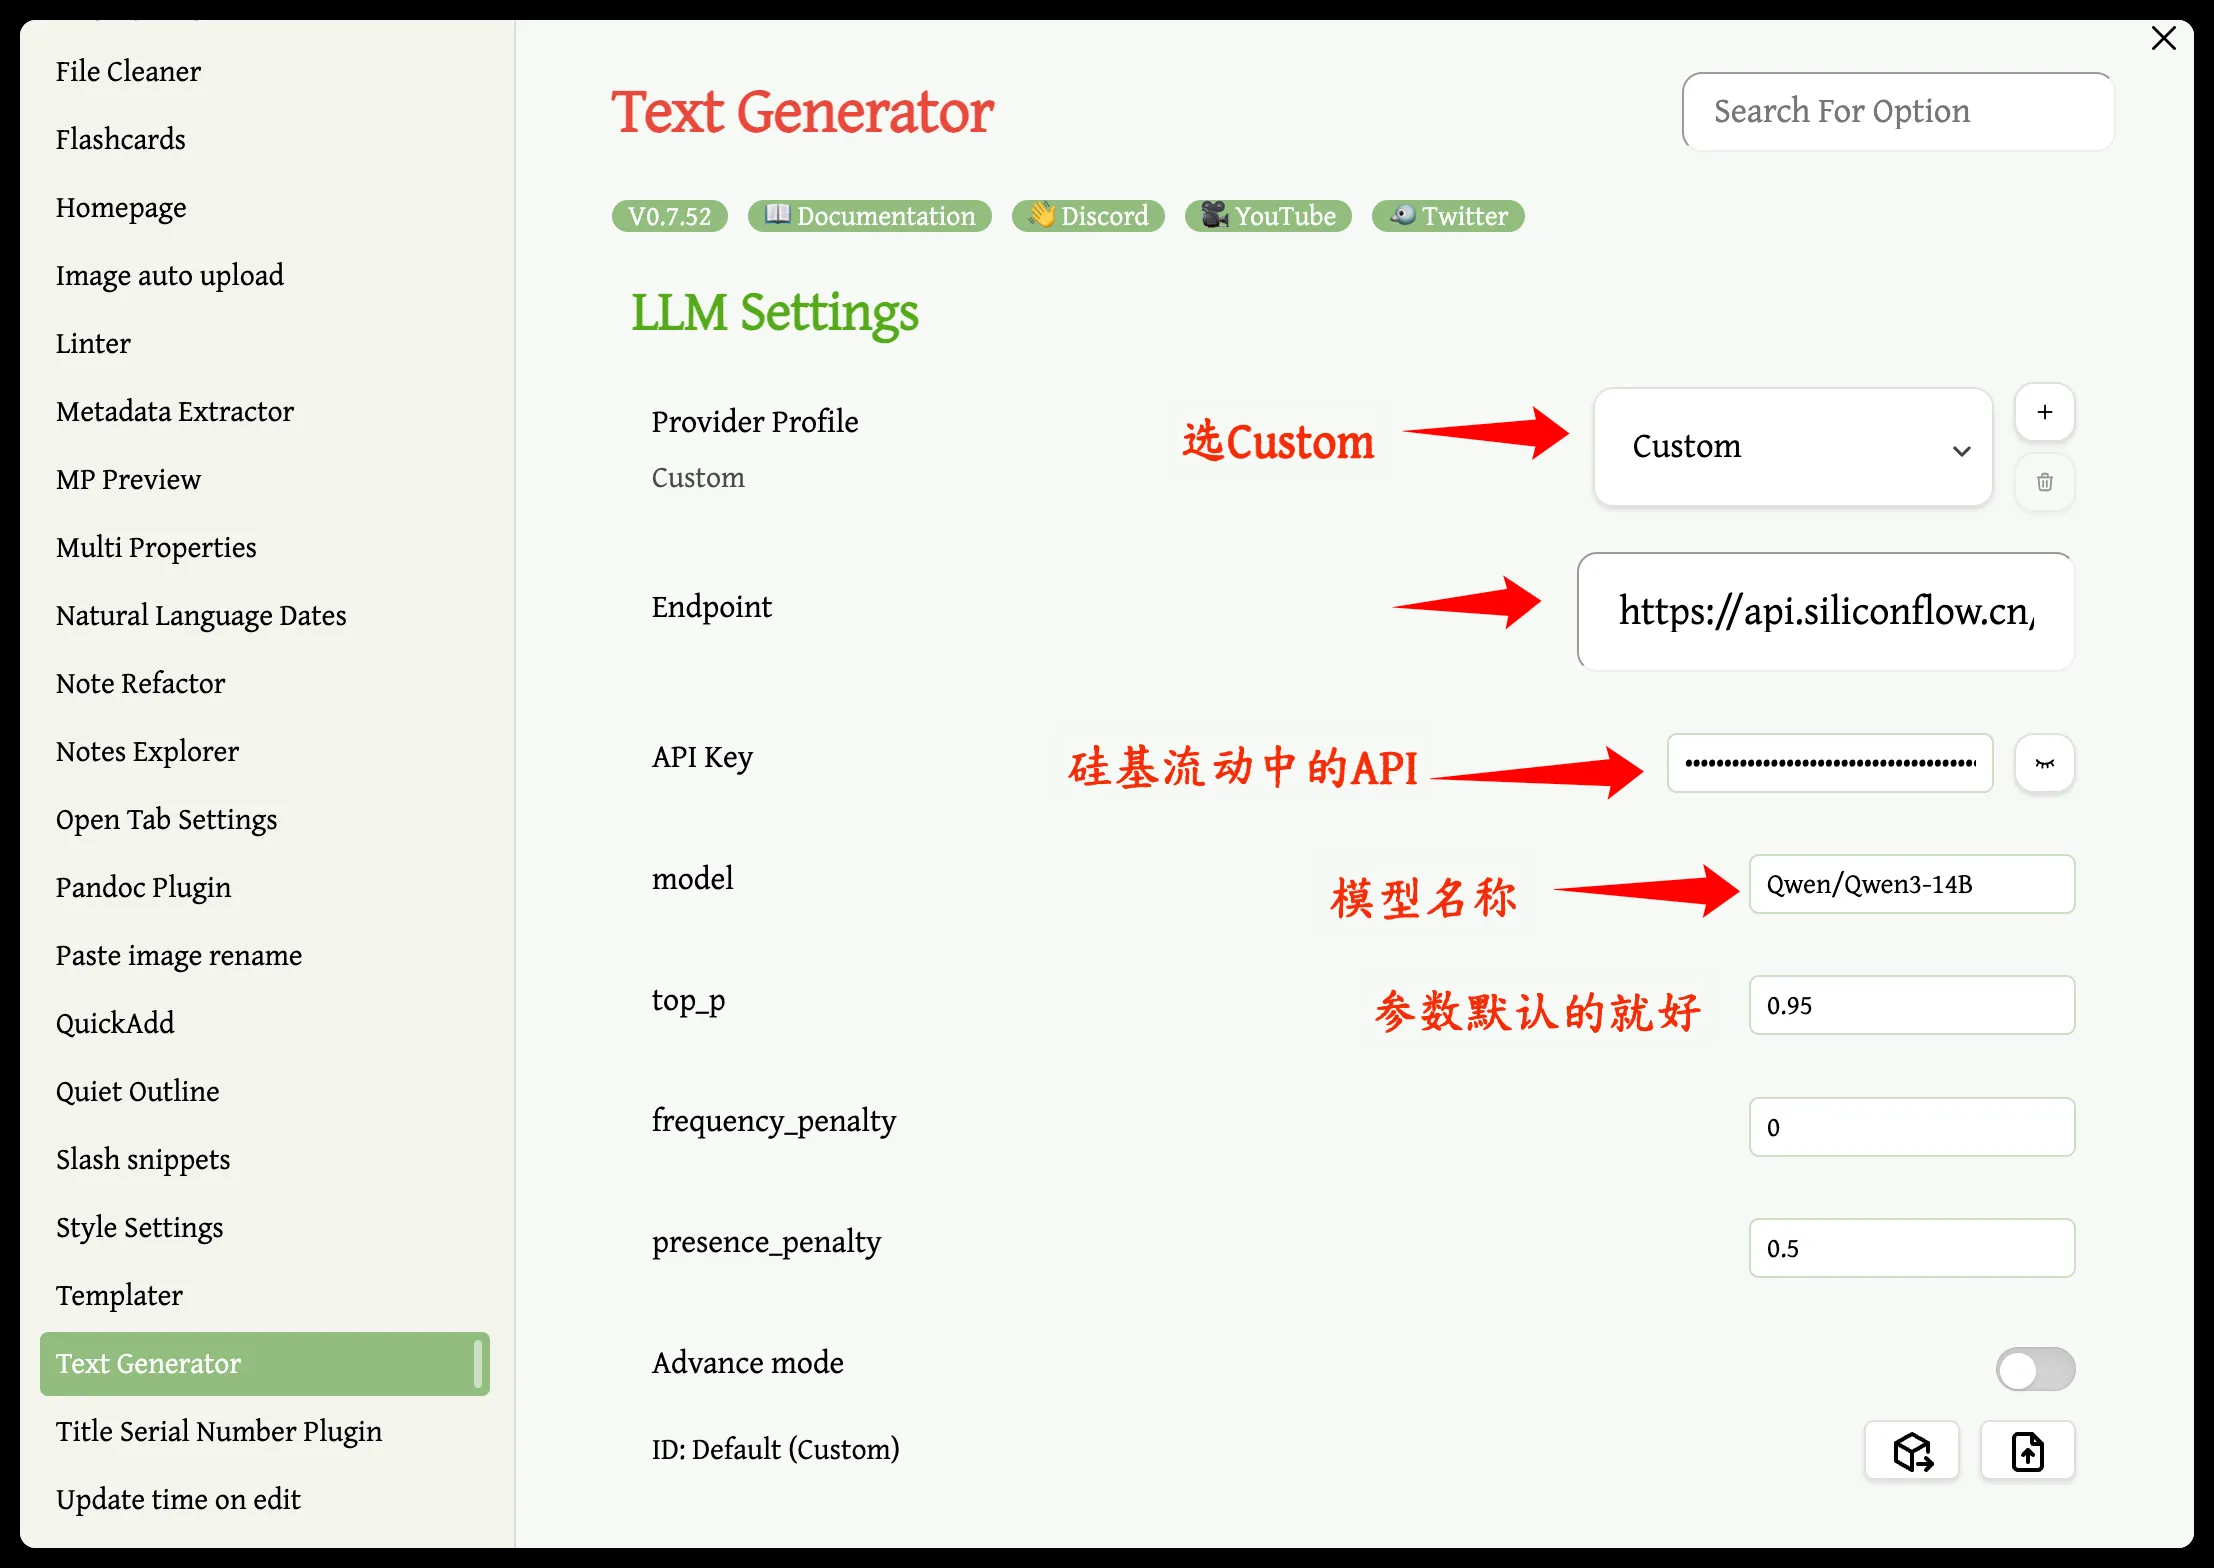 File Cleaner
Flashcards
Homepage
Image auto upload
Linter
Metadata Extractor
MP Preview
Multi Properties
Natural Language Dates
Note Refactor
Notes Explorer
Open Tab Settings
Pandoc Plugin
Paste image rename
QuickAdd
Quiet Outline
Slash snippets
Style Settings
Templater
Text Generator
Title Serial Number Plugin
Update time on edit
Text Generator
Search For Option
V0.7.52 Documentation Discord YouTube Twitter
LLM Settings
Provider Profile
Custom
选Custom
Custom
Endpoint
https://api.siliconflow.cn/
API Key
硅基流动中的API
model
模型名称
Qwen/Qwen3-14B
top_p
参数默认的就好
0.95
frequency_penalty
0
presence_penalty
0.5
Advance mode
ID: Default (Custom)